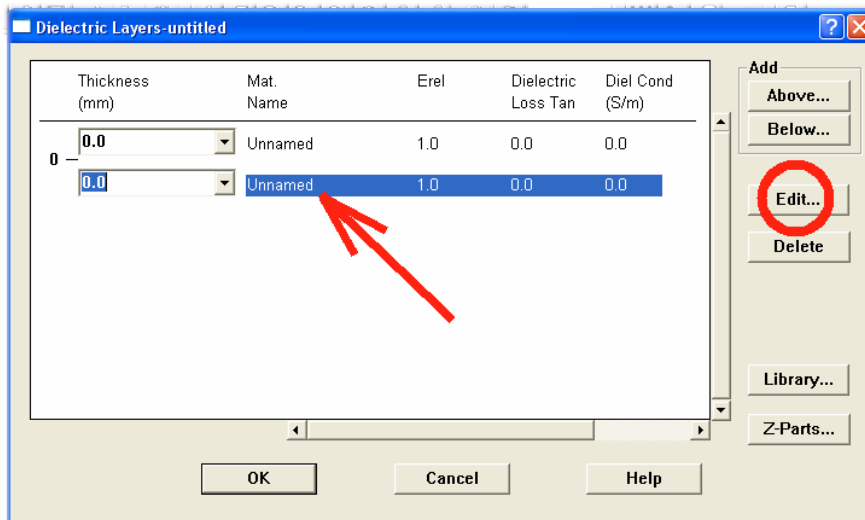 Dielectric Layers-untitled
Thickness (mm) Mat. Name Erel Dielectric Loss Tan Diel Cond (S/m)
0.0 Unnamed 1.0 0.0 0.0
0
0.0 Unnamed 1.0 0.0 0.0
Add
Above...
Below...
Edit...
Delete
Library...
Z-Parts...
OK Cancel Help